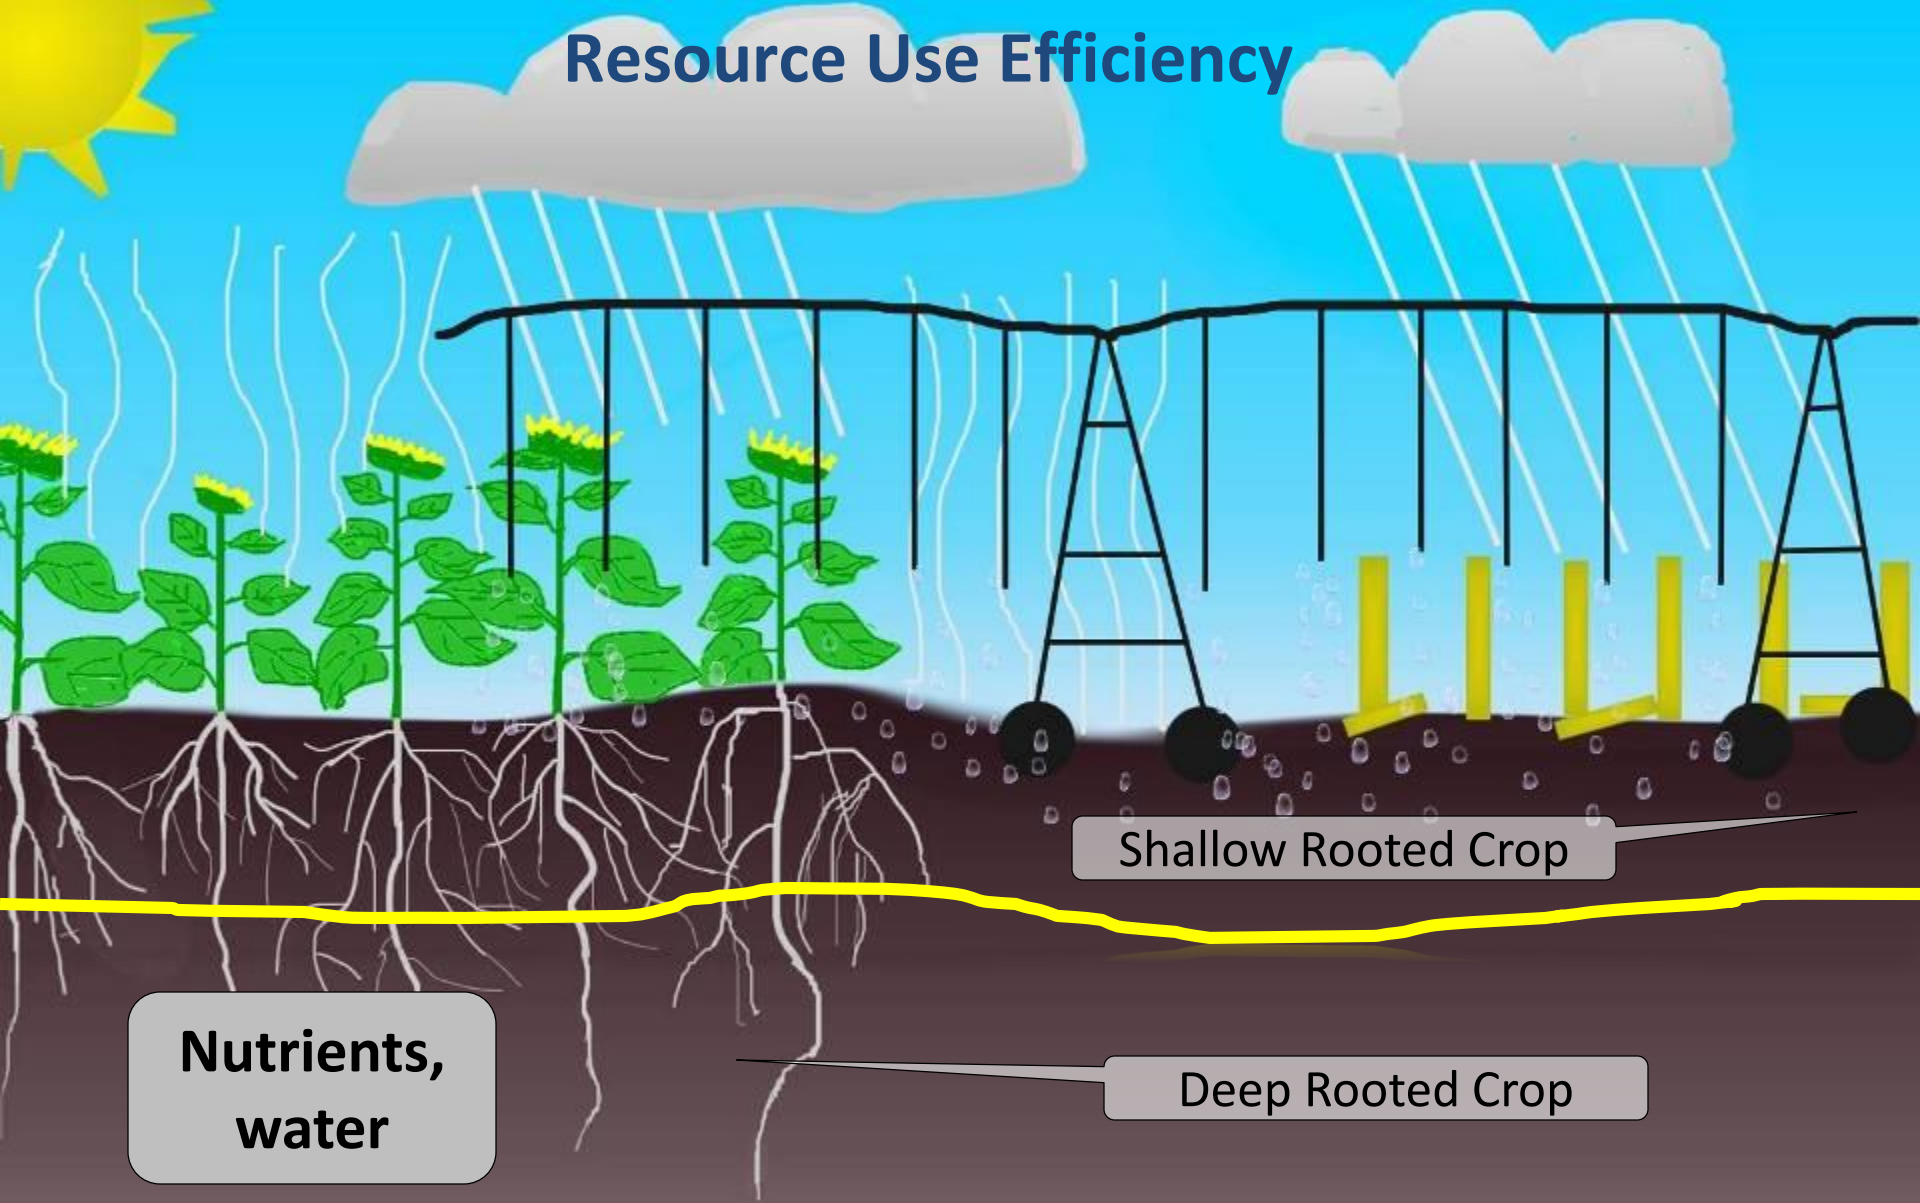 Resource Use Efficiency
Shallow Rooted Crop
Nutrients,
water
Deep Rooted Crop